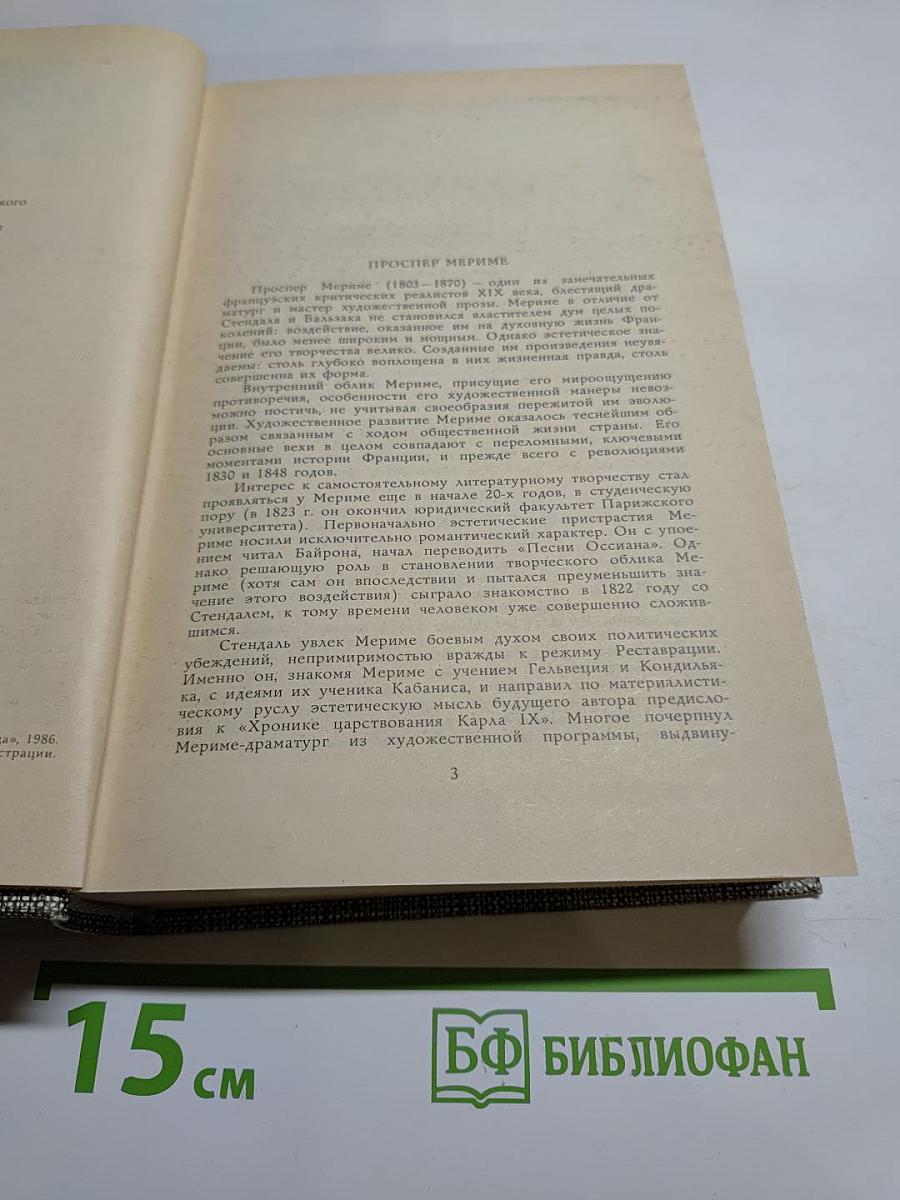 кого
и
да», 1986.
страции.
ПРОСПЕР МЕРИМЕ
Проспер Мериме (1803—1870) — один из замечательных
французских критических реалистов XIX века, блестящий дра-
матург и мастер художественной прозы. Мериме в отличие от
Стендаля и Бальзака не становился властителем дум целых по-
колений: воздействие, оказанное им на духовную жизнь Фран-
ции, было менее широким и мощным. Однако эстетическое зна-
чение его творчества велико. Созданные им произведения неувя-
даемы: столь глубоко воплощена в них жизненная правда, столь
совершенна их форма.
Внутренний облик Мериме, присущие его мироощущению
противоречия, особенности его художественной манеры невоз-
можно постичь, не учитывая своеобразия пережитой им эволю-
ции. Художественное развитие Мериме оказалось теснейшим об-
разом связанным с ходом общественной жизни страны. Его
основные вехи в целом совпадают с переломными, ключевыми
моментами истории Франции, и прежде всего с революциями
1830 и 1848 годов.
Интерес к самостоятельному литературному творчеству стал
проявляться у Мериме еще в начале 20-х годов, в студенческую
пору (в 1823 г. он окончил юридический факультет Парижского
университета). Первоначально эстетические пристрастия Ме-
риме носили исключительно романтический характер. Он с упое-
нием читал Байрона, начал переводить «Песни Оссиана». Од-
нако решающую роль в становлении творческого облика Ме-
риме (хотя сам он впоследствии и пытался преуменьшить зна-
чение этого воздействия) сыграло знакомство в 1822 году со
Стендалем, к тому времени человеком уже совершенно сложив-
шимся.
Стендаль увлек Мериме боевым духом своих политических
убеждений, непримиримостью вражды к режиму Реставрации.
Именно он, знакомя Мериме с учением Гельвеция и Кондилья-
ка, с идеями их ученика Кабаниса, и направил по материалисти-
ческому руслу эстетическую мысль будущего автора предисло-
вия к «Хронике царствования Карла IX». Многое почерпнул
Мериме-драматург из художественной программы, выдвину-
3
15 см
БФ БИБЛИОФАН